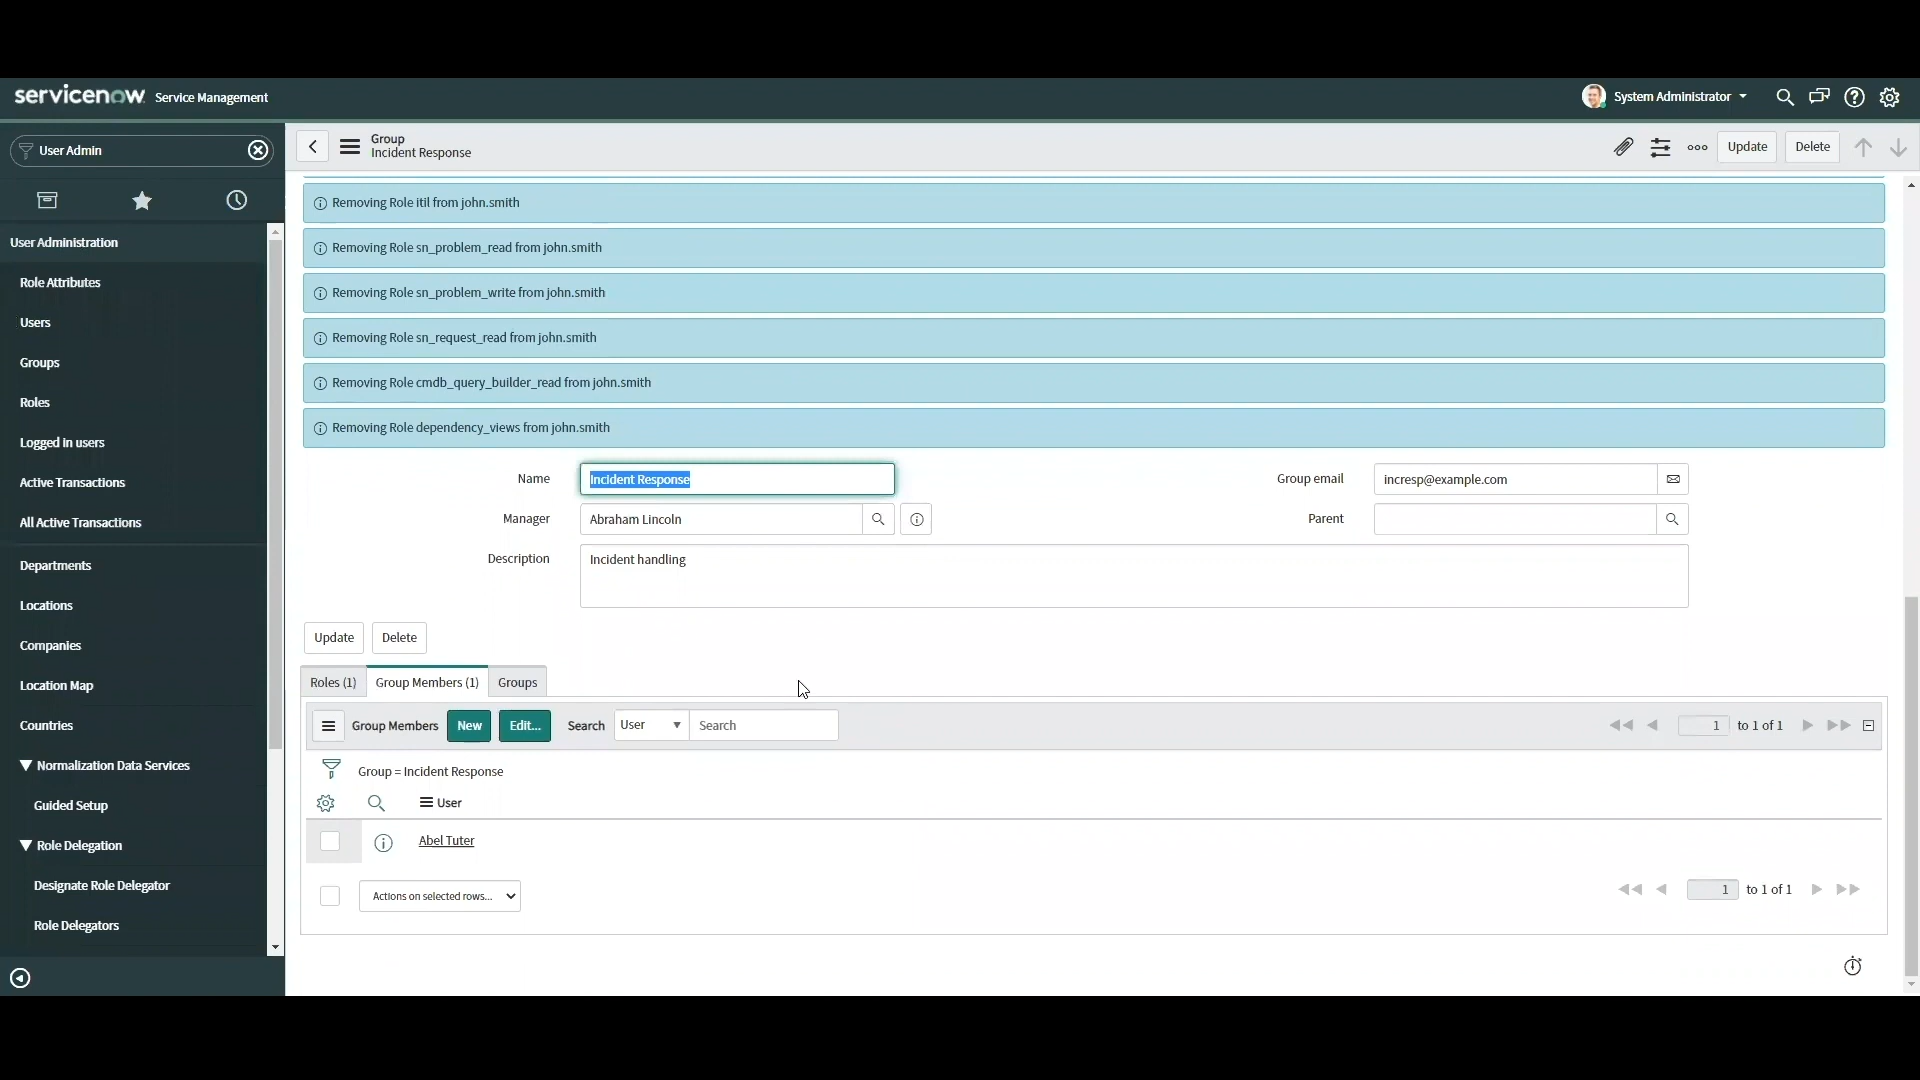 servicenow Service Management
System Administrator
User Admin
Group
Incident Response
Update
Delete
User Administration
Role Attributes
Users
Groups
Roles
Logged in users
Active Transactions
All Active Transactions
Departments
Locations
Companies
Location Map
Countries
Normalization Data Services
Guided Setup
Role Delegation
Designate Role Delegator
Role Delegators
Removing Role itil from john.smith
Removing Role sn_problem_read from john.smith
Removing Role sn_problem_write from john.smith
Removing Role sn_request_read from john.smith
Removing Role cmdb_query_builder_read from john.smith
Removing Role dependency_views from john.smith
Name Incident Response
Group email incresp@example.com
Manager Abraham Lincoln
Parent
Description Incident handling
Update Delete
Roles (1) Group Members (1) Groups
Group Members New Edit... Search User Search 1 to 1 of 1
Group = Incident Response
User
Abel Tuter
Actions on selected rows... 1 to 1 of 1